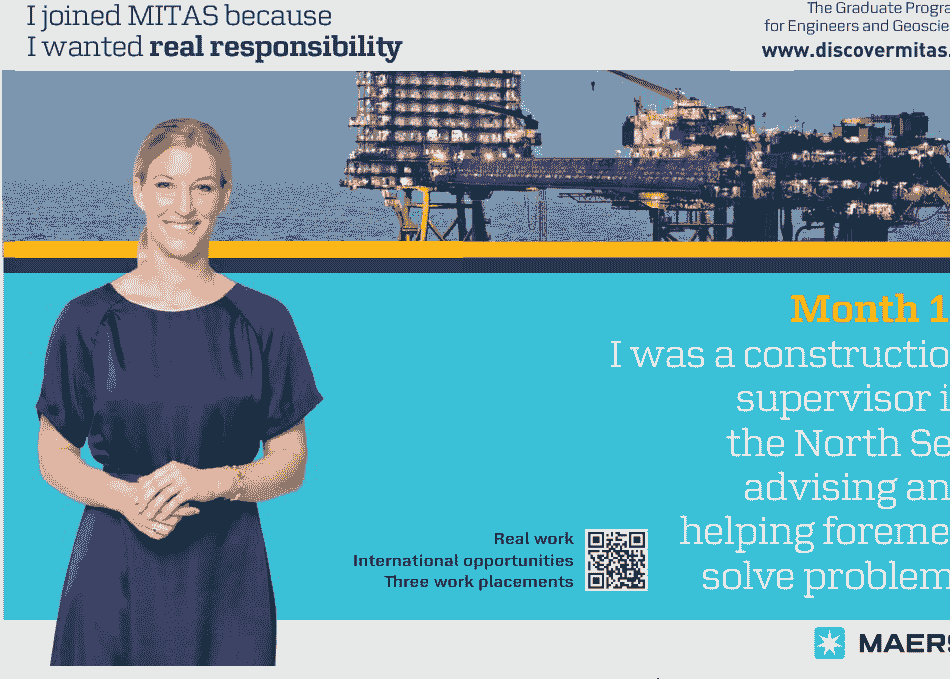 I joined MITAS because
I wanted real responsibility
The Graduate Progra
for Engineers and Geoscie
www.discovermitas.
Month 1
I was a constructio
supervisor i
the North Se
advising an
helping foreme
solve problem
Real work
International opportunities
Three work placements
MAERS